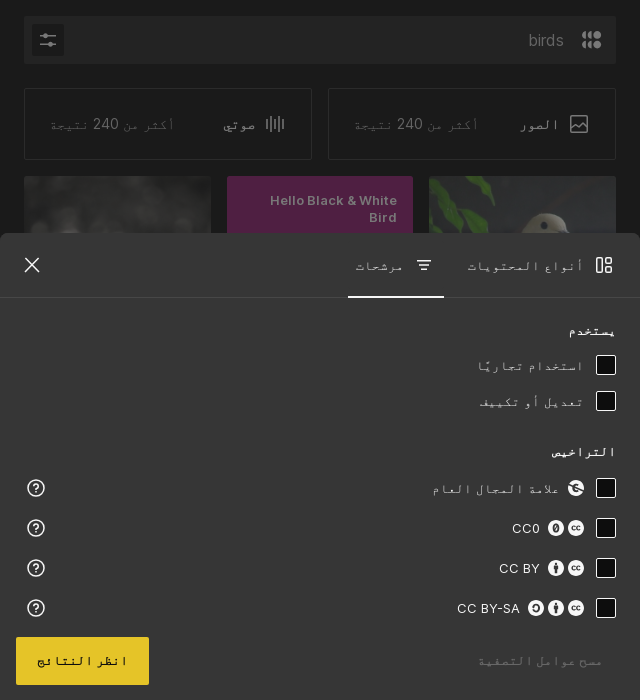 birds
الصور
أكثر من 240 نتيجة
صوتي
أكثر من 240 نتيجة
Hello Black & White
Bird
أنواع المحتويات
مرشحات
يستخدم
استخدام تجاريًا
تعديل أو تكييف
التراخيص
علامة المجال العام
CC0
CC BY
CC BY-SA
مسح عوامل التصفية
انظر النتائج